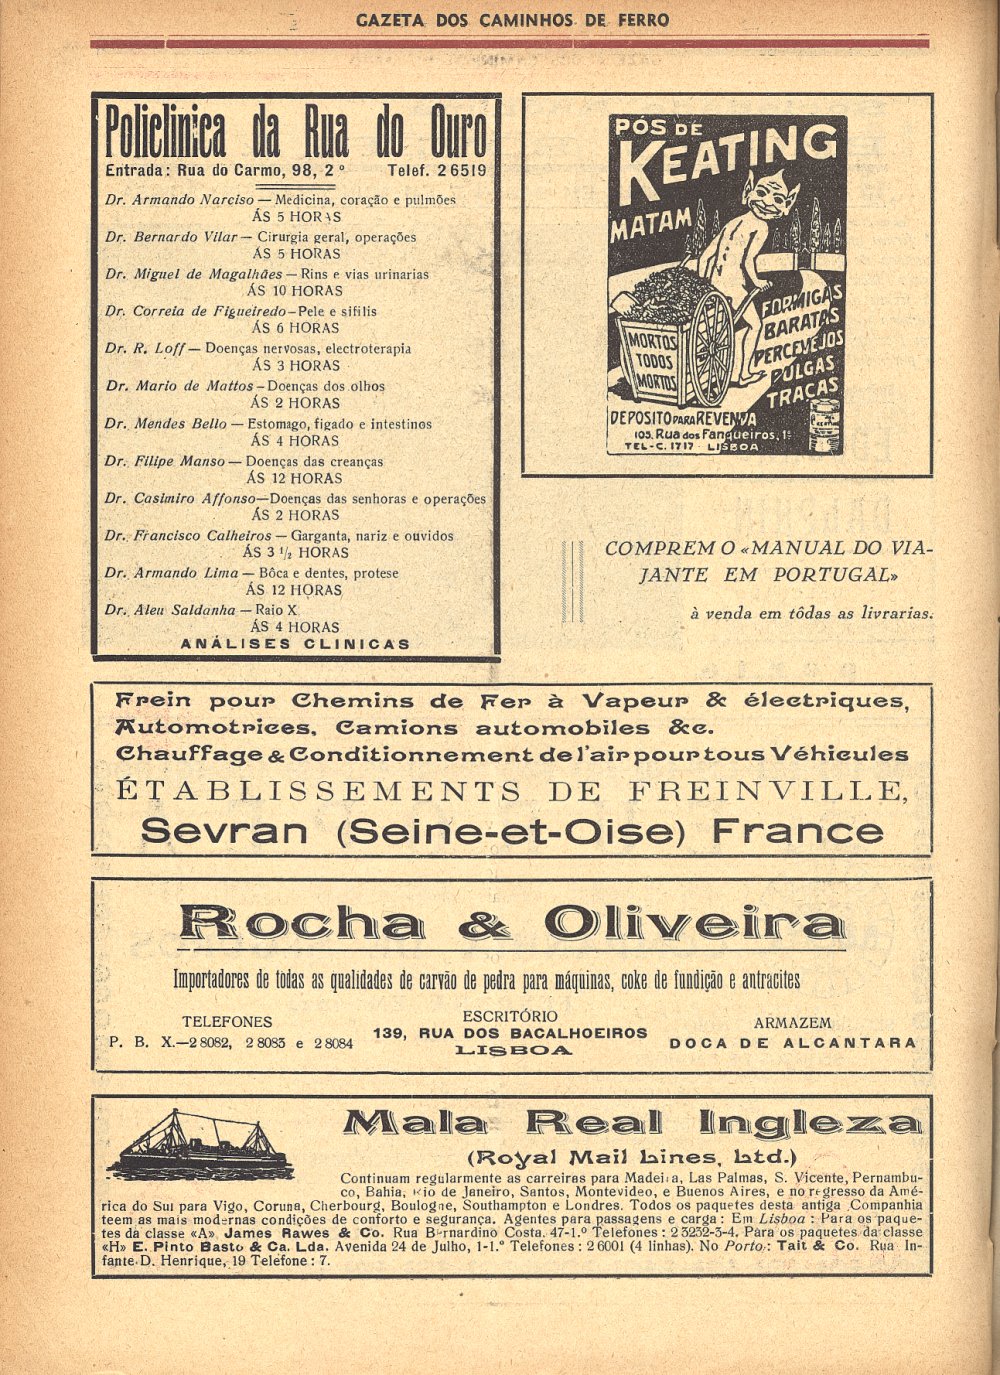 GAZETA DOS CAMINHOS DE FERRO
Policlinica da Rua do Ouro
Entrada: Rua do Carmo, 98, 2.º Telef. 2 6519
Dr. Armando Narciso — Medicina, coração e pulmões
ÁS 5 HORAS
Dr. Bernardo Vilar — Cirurgia geral, operações
ÁS 5 HORAS
Dr. Miguel de Magalhães — Rins e vias urinarias
ÁS 10 HORAS
Dr. Correia de Figueiredo — Pele e sifilis
ÁS 6 HORAS
Dr. R. Loff — Doenças nervosas, electroterapia
ÁS 3 HORAS
Dr. Mario de Mattos — Doenças dos olhos
ÁS 2 HORAS
Dr. Mendes Bello — Estomago, figado e intestinos
ÁS 4 HORAS
Dr. Filipe Manso — Doenças das creanças
ÁS 12 HORAS
Dr. Casimiro Affonso — Doenças das senhoras e operações
ÁS 2 HORAS
Dr. Francisco Calheiros — Garganta, nariz e ouvidos
ÁS 3 1/2 HORAS
Dr. Armando Lima — Bôca e dentes, protese
ÁS 12 HORAS
Dr. Aleu Saldanha — Raio X
ÁS 4 HORAS
ANÁLISES CLINICAS
PÓS DE
KEATING
MATAM
FORMIGAS
BARATAS
PERCEVEJOS
PULGAS
TRAÇAS
MORTOS
TODOS
MORTOS
DEPOSITO PARA REVENDA
103, Rua dos Fanqueiros, 1º
TEL-C. 1717 LISBOA
COMPREM O «MANUAL DO VIA-
JANTE EM PORTUGAL»
à venda em tôdas as livrarias.
Frein pour Chemins de Fer à Vapeur & électriques,
Automotrices, Camions automobiles &c.
Chauffage & Conditionnement de l'air pour tous Véhicules
ÉTABLISSEMENTS DE FREINVILLE,
Sevran (Seine-et-Oise) France
Rocha & Oliveira
Importadores de todas as qualidades de carvão de pedra para máquinas, coke de fundição e antracites
TELEFONES
P. B. X.—2 8082, 2 8083 e 2 8084
ESCRITÓRIO
139, RUA DOS BACALHOEIROS
LISBOA
ARMAZEM
DOCA DE ALCANTARA
Mala Real Ingleza
(Royal Mail Lines, Ltd.)
Continuam regularmente as carreiras para Madeira, Las Palmas, S. Vicente, Pernambu-
co, Bahia, Rio de Janeiro, Santos, Montevideo, e Buenos Aires, e no regresso da Amé-
rica do Sul para Vigo, Coruna, Cherbourg, Boulogne, Southampton e Londres. Todos os paquetes desta antiga Companhia
teem as mais modernas condições de conforto e segurança. Agentes para passagens e carga: Em Lisboa: Para os paque-
tes da classe «A» James Rawes & Co. Rua Bernardino Costa, 47-1.º Telefones: 2 3232-3-4. Para os paquetes da classe
«H» E. Pinto Basto & Ca. Lda. Avenida 24 de Julho, 1-1.º Telefones: 2 6001 (4 linhas). No Porto: Tait & Co. Rua In-
fante D. Henrique, 19 Telefone: 7.